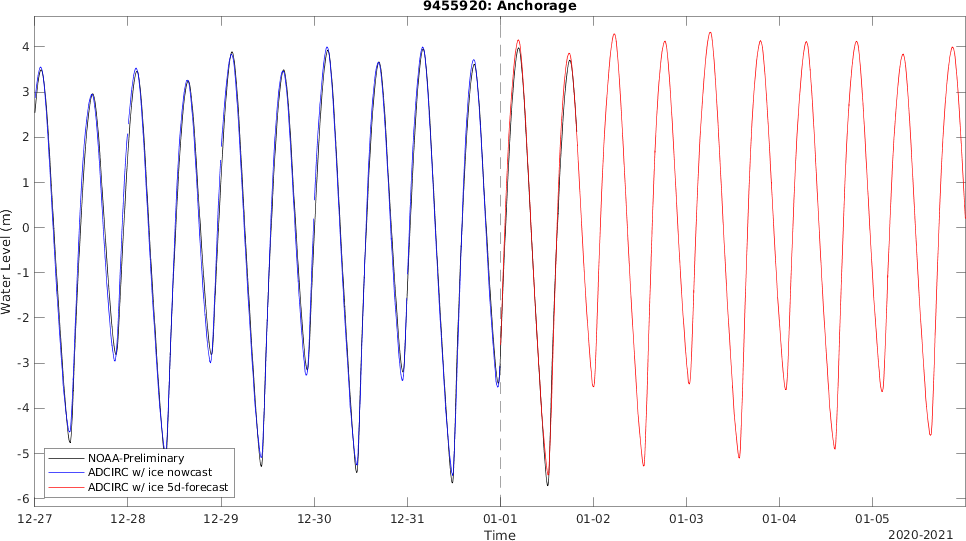 9455920: Anchorage
Water Level (m)
4
3
2
1
0
-1
-2
-3
-4
-5
-6
NOAA-Preliminary
ADCIRC w/ ice nowcast
ADCIRC w/ ice 5d-forecast
12-27 12-28 12-29 12-30 12-31 01-01 01-02 01-03 01-04 01-05
Time
2020-2021